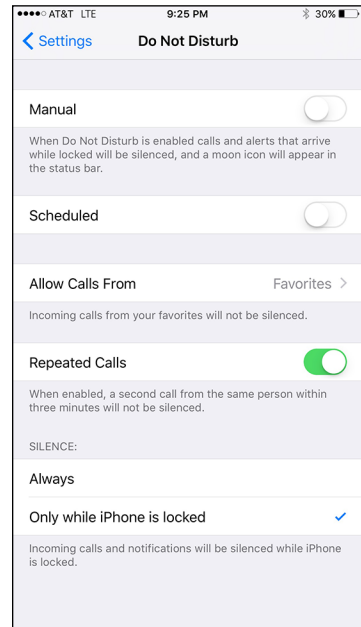 AT&T LTE 9:25 PM 30%
Settings Do Not Disturb
Manual
When Do Not Disturb is enabled calls and alerts that arrive
while locked will be silenced, and a moon icon will appear in
the status bar.
Scheduled
Allow Calls From Favorites
Incoming calls from your favorites will not be silenced.
Repeated Calls
When enabled, a second call from the same person within
three minutes will not be silenced.
SILENCE:
Always
Only while iPhone is locked
Incoming calls and notifications will be silenced while iPhone
is locked.